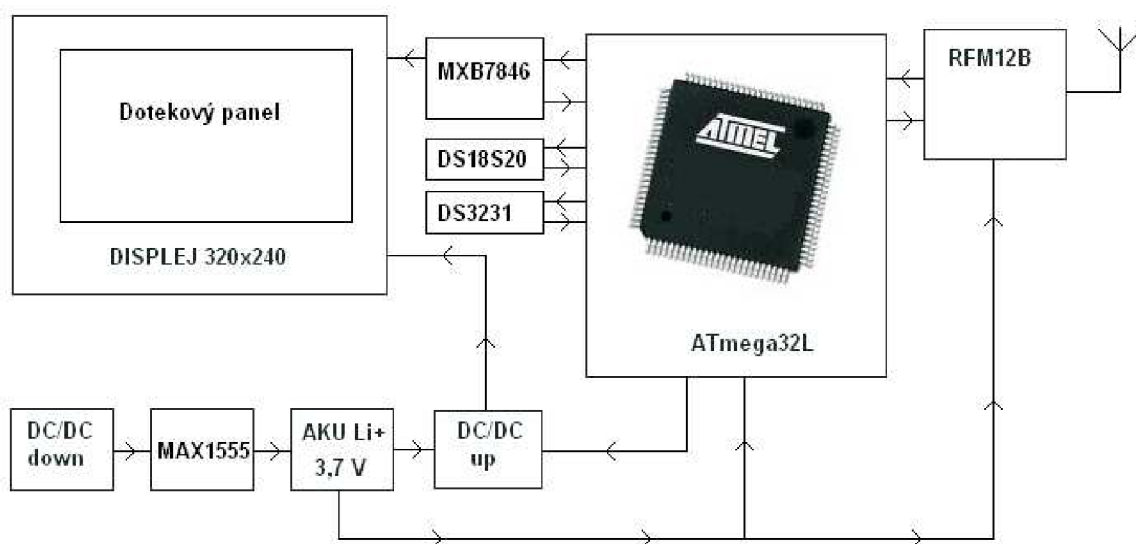 Dotekový panel
DISPLEJ 320x240
MXB7846
DS18S20
DS3231
ATMEL
ATmega32L
RFM12B
DC/DC
down
MAX1555
AKU Li+
3,7 V
DC/DC
up